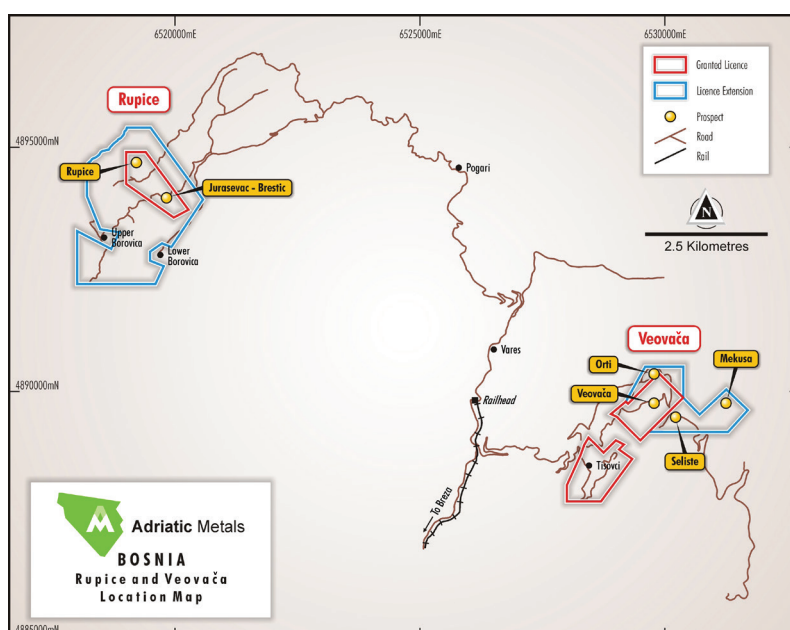 6520000mE
6525000mE
6530000mE
Granted Licence
Licence Extension
Prospect
Road
Rail
N
2.5 Kilometres
4895000mN
Rupice
Rupice
Jurasevac - Brestic
Upper
Borovica
Lower
Borovica
Pogari
Vares
Railhead
To Breza
Veovača
Orti
Mekusa
Veovača
Seliste
Tisovci
4890000mN
A
Adriatic Metals
BOSNIA
Rupice and Veovača
Location Map
4885000mN